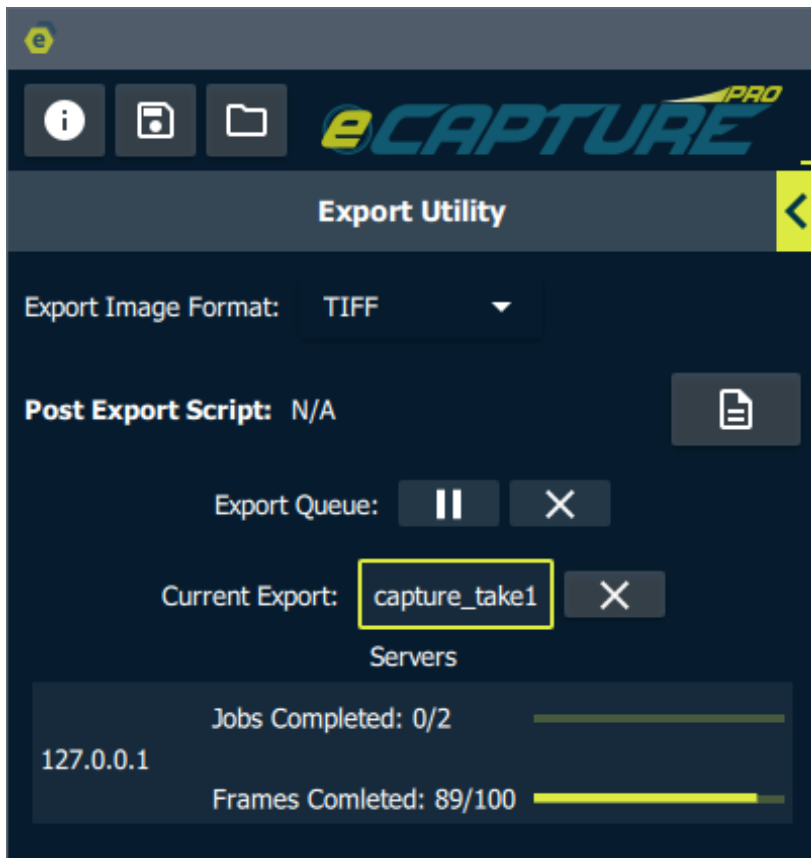 e
eCAPTURE PRO
Export Utility
Export Image Format: TIFF
Post Export Script: N/A
Export Queue:
Current Export: capture_take1
Servers
Jobs Completed: 0/2
127.0.0.1
Frames Comleted: 89/100